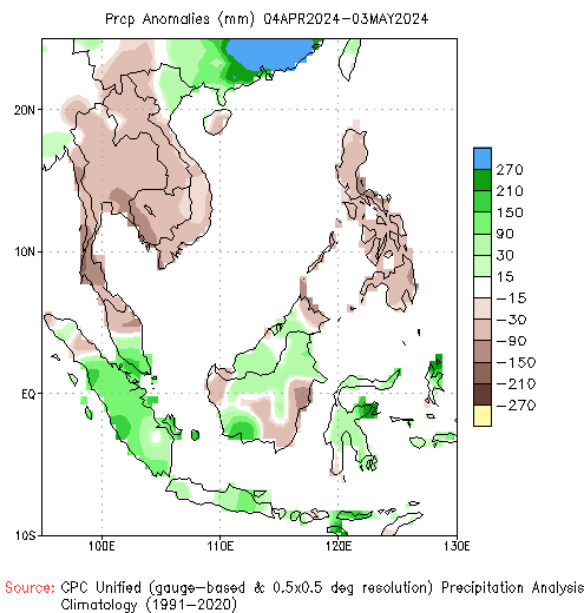 Prcp Anomalies (mm) 04APR2024-03MAY2024
20N
10N
EQ
10S
100E 110E 120E 130E
270
210
150
90
30
15
-15
-30
-90
-150
-210
-270
Source: CPC Unified (gauge-based & 0.5x0.5 deg resolution) Precipitation Analysis
Climatology (1991-2020)